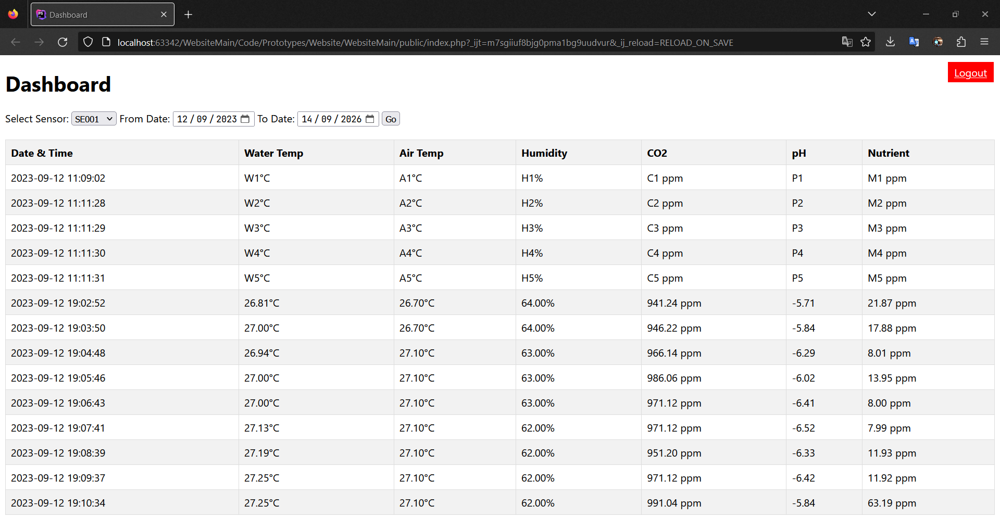 Dashboard
localhost:63342/WebsiteMain/Code/Prototypes/Website/WebsiteMain/public/index.php?_ijt=m7sgiiuf8bjg0pma1bg9uudvur&_ij_reload=RELOAD_ON_SAVE
Logout
Dashboard
Select Sensor: SE001 From Date: 12/09/2023 To Date: 14/09/2026 Go
Date & Time Water Temp Air Temp Humidity CO2 pH Nutrient
2023-09-12 11:09:02 W1°C A1°C H1% C1 ppm P1 M1 ppm
2023-09-12 11:11:28 W2°C A2°C H2% C2 ppm P2 M2 ppm
2023-09-12 11:11:29 W3°C A3°C H3% C3 ppm P3 M3 ppm
2023-09-12 11:11:30 W4°C A4°C H4% C4 ppm P4 M4 ppm
2023-09-12 11:11:31 W5°C A5°C H5% C5 ppm P5 M5 ppm
2023-09-12 19:02:52 26.81°C 26.70°C 64.00% 941.24 ppm -5.71 21.87 ppm
2023-09-12 19:03:50 27.00°C 26.70°C 64.00% 946.22 ppm -5.84 17.88 ppm
2023-09-12 19:04:48 26.94°C 27.10°C 63.00% 966.14 ppm -6.29 8.01 ppm
2023-09-12 19:05:46 27.00°C 27.10°C 63.00% 986.06 ppm -6.02 13.95 ppm
2023-09-12 19:06:43 27.00°C 27.10°C 63.00% 971.12 ppm -6.41 8.00 ppm
2023-09-12 19:07:41 27.13°C 27.10°C 62.00% 971.12 ppm -6.52 7.99 ppm
2023-09-12 19:08:39 27.19°C 27.10°C 62.00% 951.20 ppm -6.33 11.93 ppm
2023-09-12 19:09:37 27.25°C 27.10°C 62.00% 971.12 ppm -6.42 11.92 ppm
2023-09-12 19:10:34 27.25°C 27.10°C 62.00% 991.04 ppm -5.84 63.19 ppm